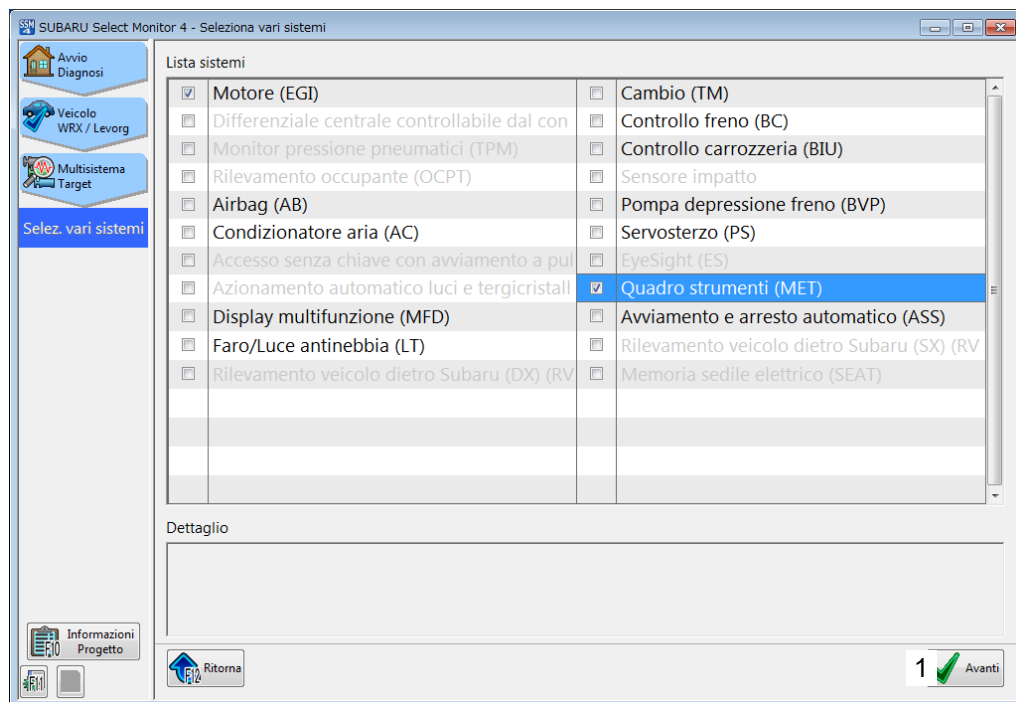 SUBARU Select Monitor 4 - Seleziona vari sistemi
Avvio
Diagnosi
Veicolo
WRX / Levorg
Multisistema
Target
Selez. vari sistemi
Lista sistemi
Motore (EGI)
Cambio (TM)
Differenziale centrale controllabile dal con
Controllo freno (BC)
Monitor pressione pneumatici (TPM)
Controllo carrozzeria (BIU)
Rilevamento occupante (OCPT)
Sensore impatto
Airbag (AB)
Pompa depressione freno (BVP)
Condizionatore aria (AC)
Servosterzo (PS)
Accesso senza chiave con avviamento a pul
EyeSight (ES)
Azionamento automatico luci e tergicristall
Quadro strumenti (MET)
Display multifunzione (MFD)
Avviamento e arresto automatico (ASS)
Faro/Luce antinebbia (LT)
Rilevamento veicolo dietro Subaru (SX) (RV
Rilevamento veicolo dietro Subaru (DX) (RV
Memoria sedile elettrico (SEAT)
Dettaglio
Informazioni
Progetto
F10
F11
F12
Ritorna
1
Avanti